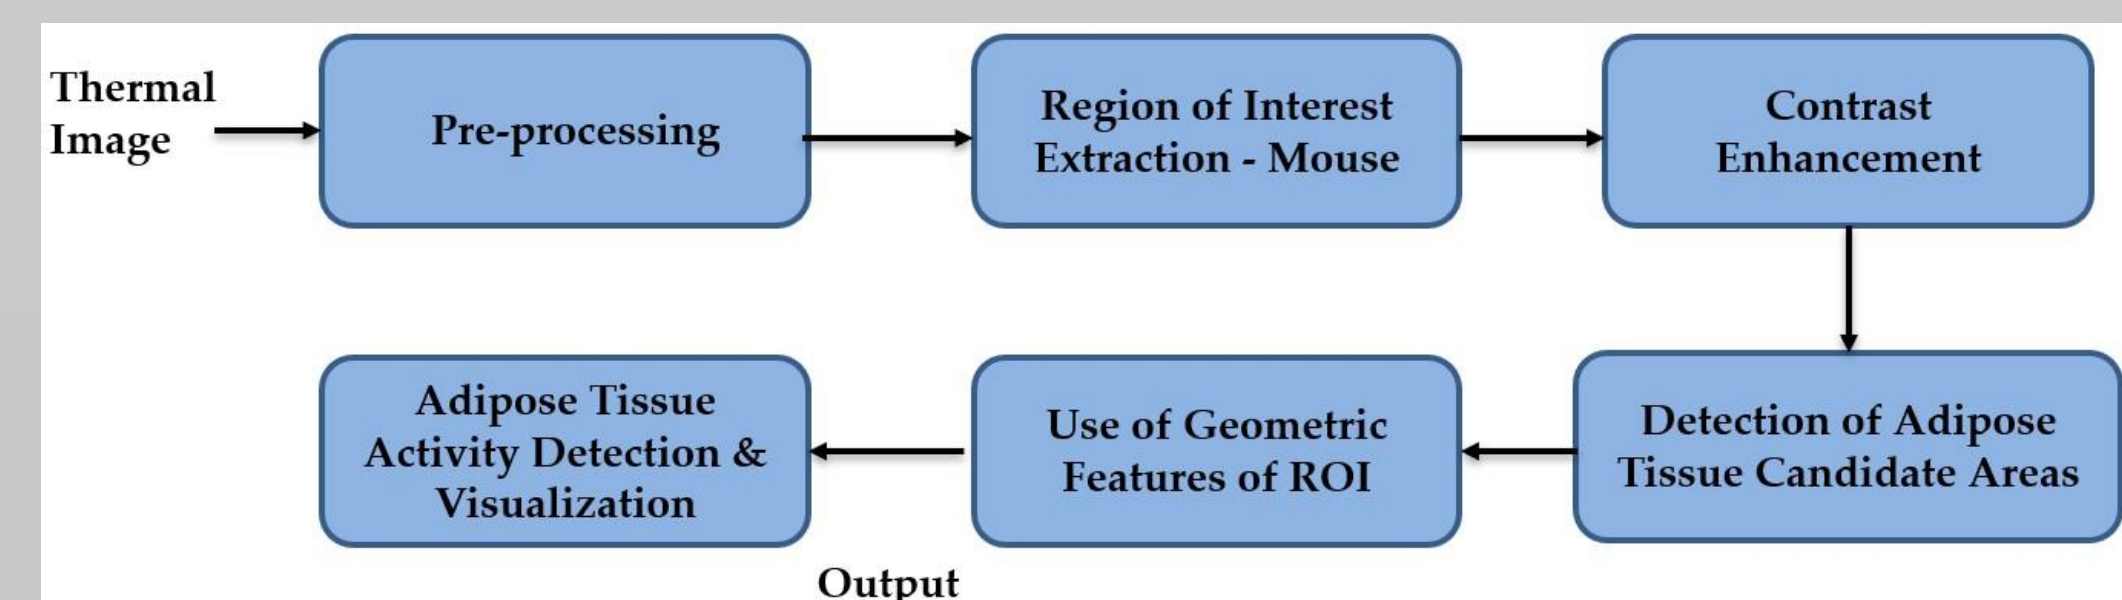 Thermal
Image
Pre-processing
Region of Interest
Extraction - Mouse
Contrast
Enhancement
Detection of Adipose
Tissue Candidate Areas
Use of Geometric
Features of ROI
Adipose Tissue
Activity Detection &
Visualization
Output